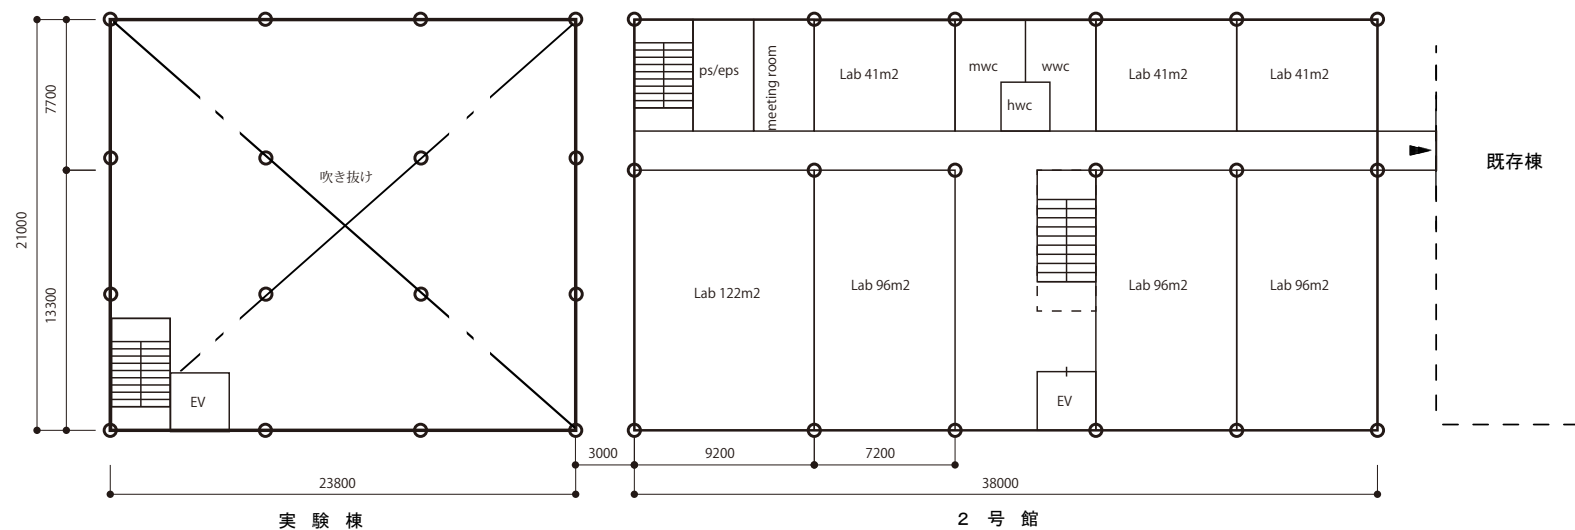 ps/eps
meeting room
Lab 41m2
mwc
wwc
hwc
Lab 41m2
Lab 41m2
7700
吹き抜け
既存棟
21000
13300
Lab 122m2
Lab 96m2
Lab 96m2
Lab 96m2
EV
EV
3000
9200
7200
23800
38000
実験棟
2号館